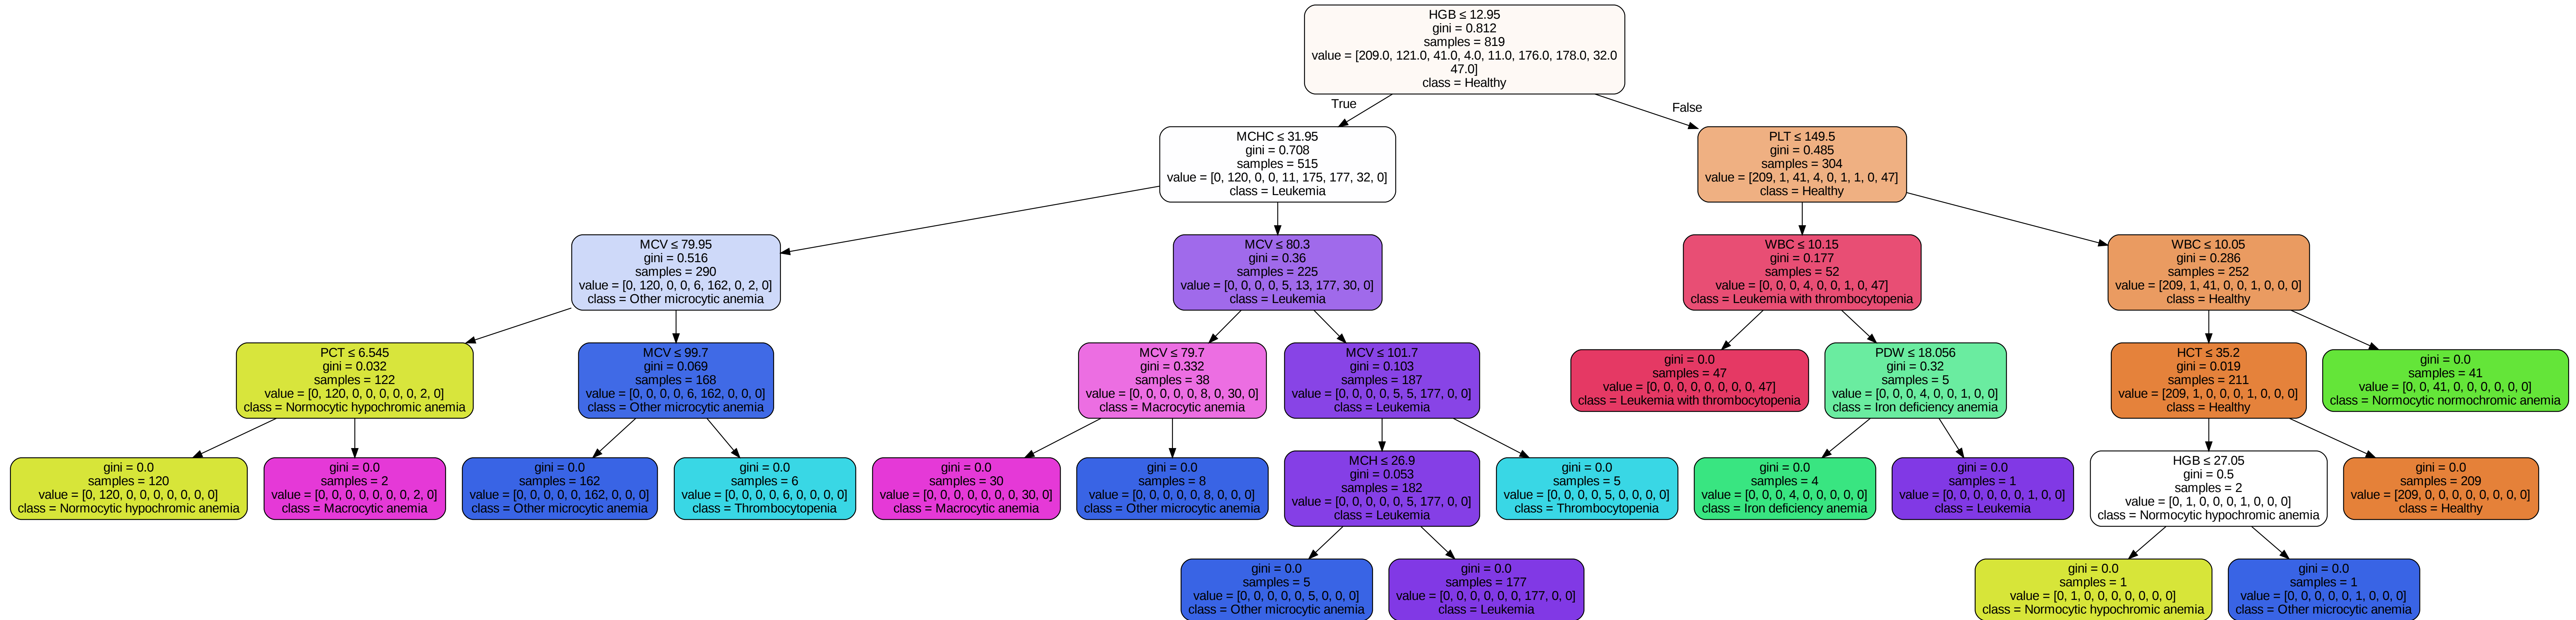 HGB ≤ 12.95
gini = 0.812
samples = 819
value = [209.0, 121.0, 41.0, 4.0, 11.0, 176.0, 178.0, 32.0
47.0]
class = Healthy
True
False
MCHC ≤ 31.95
gini = 0.708
samples = 515
value = [0, 120, 0, 0, 11, 175, 177, 32, 0]
class = Leukemia
PLT ≤ 149.5
gini = 0.485
samples = 304
value = [209, 1, 41, 4, 0, 1, 1, 0, 47]
class = Healthy
MCV ≤ 79.95
gini = 0.516
samples = 290
value = [0, 120, 0, 0, 6, 162, 0, 2, 0]
class = Other microcytic anemia
MCV ≤ 80.3
gini = 0.36
samples = 225
value = [0, 0, 0, 0, 5, 13, 177, 30, 0]
class = Leukemia
WBC ≤ 10.15
gini = 0.177
samples = 52
value = [0, 0, 0, 4, 0, 0, 1, 0, 47]
class = Leukemia with thrombocytopenia
WBC ≤ 10.05
gini = 0.286
samples = 252
value = [209, 1, 41, 0, 0, 1, 0, 0, 0]
class = Healthy
PCT ≤ 6.545
gini = 0.032
samples = 122
value = [0, 120, 0, 0, 0, 0, 0, 2, 0]
class = Normocytic hypochromic anemia
MCV ≤ 99.7
gini = 0.069
samples = 168
value = [0, 0, 0, 0, 6, 162, 0, 0, 0]
class = Other microcytic anemia
MCV ≤ 79.7
gini = 0.332
samples = 38
value = [0, 0, 0, 0, 0, 8, 0, 30, 0]
class = Macrocytic anemia
MCV ≤ 101.7
gini = 0.103
samples = 187
value = [0, 0, 0, 0, 5, 5, 177, 0, 0]
class = Leukemia
gini = 0.0
samples = 47
value = [0, 0, 0, 0, 0, 0, 0, 0, 47]
class = Leukemia with thrombocytopenia
PDW ≤ 18.056
gini = 0.32
samples = 5
value = [0, 0, 0, 4, 0, 0, 1, 0, 0]
class = Iron deficiency anemia
HCT ≤ 35.2
gini = 0.019
samples = 211
value = [209, 1, 0, 0, 0, 1, 0, 0, 0]
class = Healthy
gini = 0.0
samples = 41
value = [0, 0, 41, 0, 0, 0, 0, 0, 0]
class = Normocytic normochromic anemia
gini = 0.0
samples = 120
value = [0, 120, 0, 0, 0, 0, 0, 0, 0]
class = Normocytic hypochromic anemia
gini = 0.0
samples = 2
value = [0, 0, 0, 0, 0, 0, 0, 2, 0]
class = Macrocytic anemia
gini = 0.0
samples = 162
value = [0, 0, 0, 0, 0, 162, 0, 0, 0]
class = Other microcytic anemia
gini = 0.0
samples = 6
value = [0, 0, 0, 0, 6, 0, 0, 0, 0]
class = Thrombocytopenia
gini = 0.0
samples = 30
value = [0, 0, 0, 0, 0, 0, 0, 30, 0]
class = Macrocytic anemia
gini = 0.0
samples = 8
value = [0, 0, 0, 0, 0, 8, 0, 0, 0]
class = Other microcytic anemia
MCH ≤ 26.9
gini = 0.053
samples = 182
value = [0, 0, 0, 0, 0, 5, 177, 0, 0]
class = Leukemia
gini = 0.0
samples = 5
value = [0, 0, 0, 0, 5, 0, 0, 0, 0]
class = Thrombocytopenia
gini = 0.0
samples = 4
value = [0, 0, 0, 4, 0, 0, 0, 0, 0]
class = Iron deficiency anemia
gini = 0.0
samples = 1
value = [0, 0, 0, 0, 0, 0, 1, 0, 0]
class = Leukemia
HGB ≤ 27.05
gini = 0.5
samples = 2
value = [0, 1, 0, 0, 0, 1, 0, 0, 0]
class = Normocytic hypochromic anemia
gini = 0.0
samples = 209
value = [209, 0, 0, 0, 0, 0, 0, 0, 0]
class = Healthy
gini = 0.0
samples = 5
value = [0, 0, 0, 0, 0, 5, 0, 0, 0]
class = Other microcytic anemia
gini = 0.0
samples = 177
value = [0, 0, 0, 0, 0, 0, 177, 0, 0]
class = Leukemia
gini = 0.0
samples = 1
value = [0, 1, 0, 0, 0, 0, 0, 0, 0]
class = Normocytic hypochromic anemia
gini = 0.0
samples = 1
value = [0, 0, 0, 0, 0, 1, 0, 0, 0]
class = Other microcytic anemia